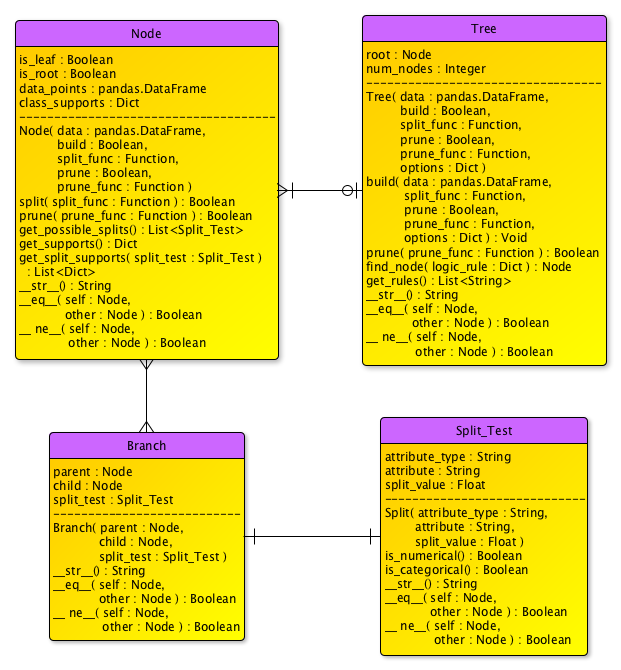 Node
is_leaf : Boolean
is_root : Boolean
data_points : pandas.DataFrame
class_supports : Dict
Node( data : pandas.DataFrame,
build : Boolean,
split_func : Function,
prune : Boolean,
prune_func : Function )
split( split_func : Function ) : Boolean
prune( prune_func : Function ) : Boolean
get_possible_splits() : List<Split_Test>
get_supports() : Dict
get_split_supports( split_test : Split_Test )
: List<Dict>
__str__() : String
__eq__( self : Node,
other : Node ) : Boolean
__ ne__( self : Node,
other : Node ) : Boolean
Tree
root : Node
num_nodes : Integer
Tree( data : pandas.DataFrame,
build : Boolean,
split_func : Function,
prune : Boolean,
prune_func : Function,
options : Dict )
build( data : pandas.DataFrame,
split_func : Function,
prune : Boolean,
prune_func : Function,
options : Dict ) : Void
prune( prune_func : Function ) : Boolean
find_node( logic_rule : Dict ) : Node
get_rules() : List<String>
__str__() : String
__eq__( self : Node,
other : Node ) : Boolean
__ ne__( self : Node,
other : Node ) : Boolean
Branch
parent : Node
child : Node
split_test : Split_Test
Branch( parent : Node,
child : Node,
split_test : Split_Test )
__str__() : String
__eq__( self : Node,
other : Node ) : Boolean
__ ne__( self : Node,
other : Node ) : Boolean
Split_Test
attribute_type : String
attribute : String
split_value : Float
Split( attribute_type : String,
attribute : String,
split_value : Float )
is_numerical() : Boolean
is_categorical() : Boolean
__str__() : String
__eq__( self : Node,
other : Node ) : Boolean
__ ne__( self : Node,
other : Node ) : Boolean